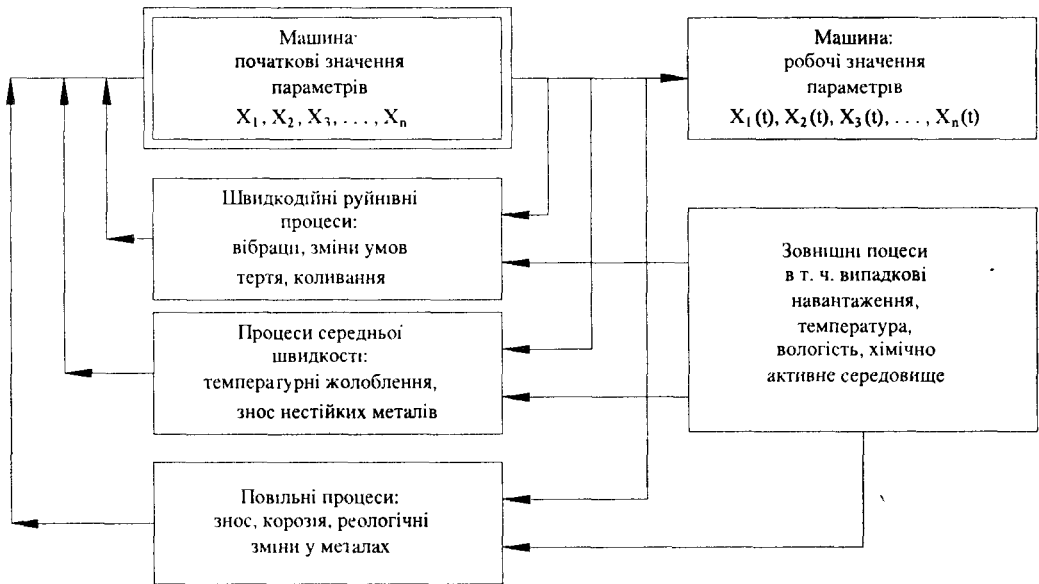 Машина:
початкові значення
параметрів
X₁, X₂, X₃, . . . , Xₙ
Машина:
робочі значення
параметрів
X₁(t), X₂(t), X₃(t), . . . , Xₙ(t)
Швидкодійні руйнівні
процеси:
вібрації, зміни умов
тертя, коливання
Процеси середньої
швидкості:
температурні жолоблення,
знос нестійких металів
Повільні процеси:
знос, корозія, реологічні
зміни у металах
Зовнішні поцеси
в т. ч. випадкові
навантаження,
температура,
вологість, хімічно
активне середовище